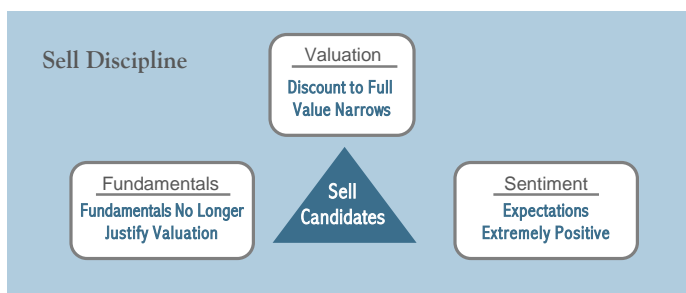 Sell Discipline
Valuation
Discount to Full
Value Narrows
Fundamentals
Fundamentals No Longer
Justify Valuation
Sell
Candidates
Sentiment
Expectations
Extremely Positive